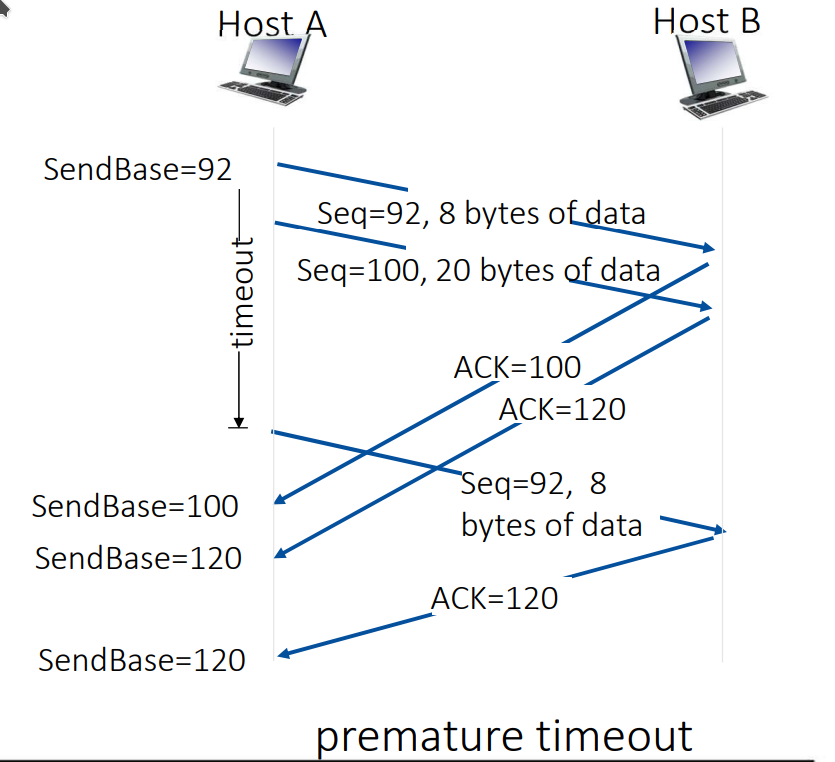 Host A
Host B
SendBase=92
Seq=92, 8 bytes of data
timeout
Seq=100, 20 bytes of data
ACK=100
ACK=120
Seq=92, 8
bytes of data
SendBase=100
SendBase=120
ACK=120
SendBase=120
premature timeout